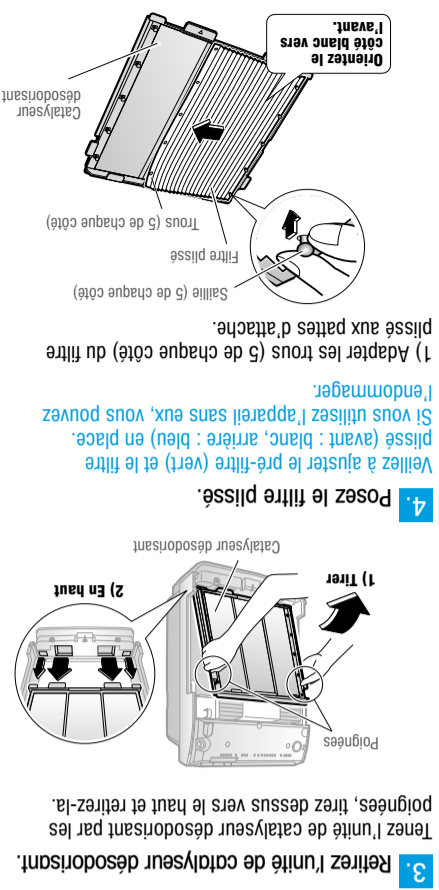 3. Retirez l'unité de catalyseur désodorisant.
Tenez l'unité de catalyseur désodorisant par les
poignées, tirez dessus vers le haut et retirez-la.
Poignées
1) Tirer
2) En haut
Catalyseur désodorisant
4. Posez le filtre plissé.
Veillez à ajuster le pré-filtre (vert) et le filtre
plissé (avant : blanc, arrière : bleu) en place.
Si vous utilisez l'appareil sans eux, vous pouvez
l'endommager.
1) Adapter les trous (5 de chaque côté) du filtre
plissé aux pattes d'attache.
Saillie (5 de chaque côté)
Filtre plissé
Trous (5 de chaque côté)
Catalyseur
désodorisant
Orientez le
côté blanc vers
l'avant.